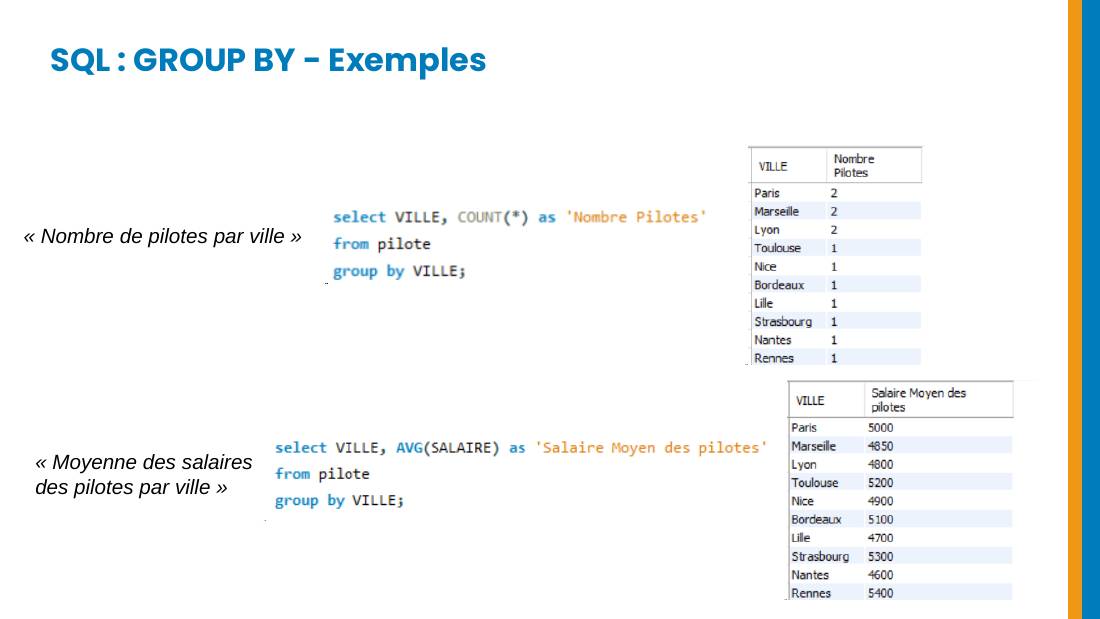 SQL : GROUP BY – Exemples
« Nombre de pilotes par ville »
select VILLE, COUNT(*) as 'Nombre Pilotes'
from pilote
group by VILLE;
VILLE Nombre
Pilotes
Paris 2
Marseille 2
Lyon 2
Toulouse 1
Nice 1
Bordeaux 1
Lille 1
Strasbourg 1
Nantes 1
Rennes 1
« Moyenne des salaires
des pilotes par ville »
select VILLE, AVG(SALAIRE) as 'Salaire Moyen des pilotes'
from pilote
group by VILLE;
VILLE Salaire Moyen des
pilotes
Paris 5000
Marseille 4850
Lyon 4800
Toulouse 5200
Nice 4900
Bordeaux 5100
Lille 4700
Strasbourg 5300
Nantes 4600
Rennes 5400